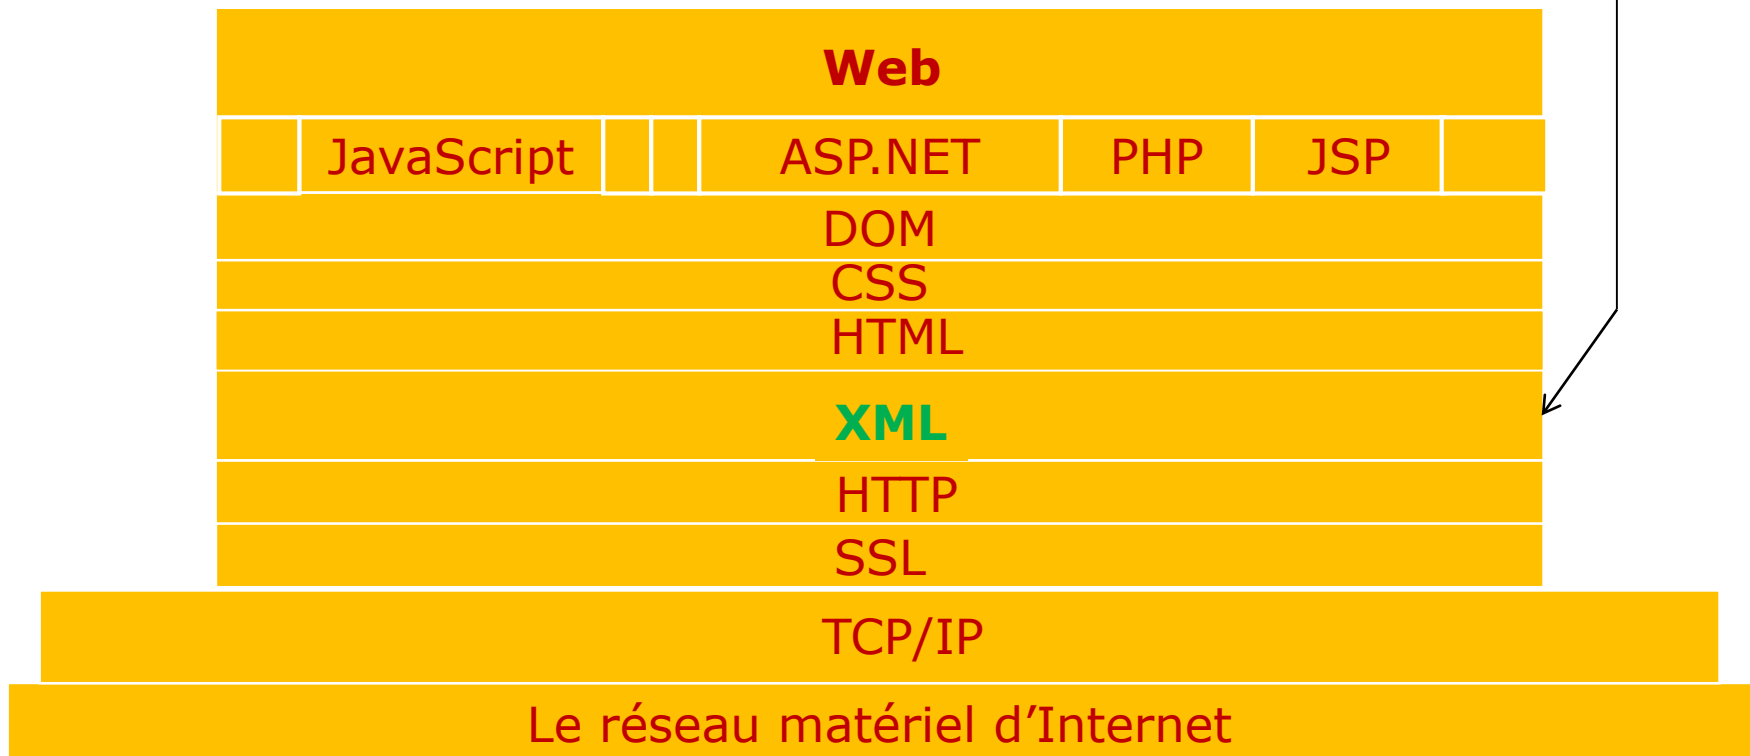 Web
JavaScript ASP.NET PHP JSP
DOM
CSS
HTML
XML
HTTP
SSL
TCP/IP
Le réseau matériel d’Internet